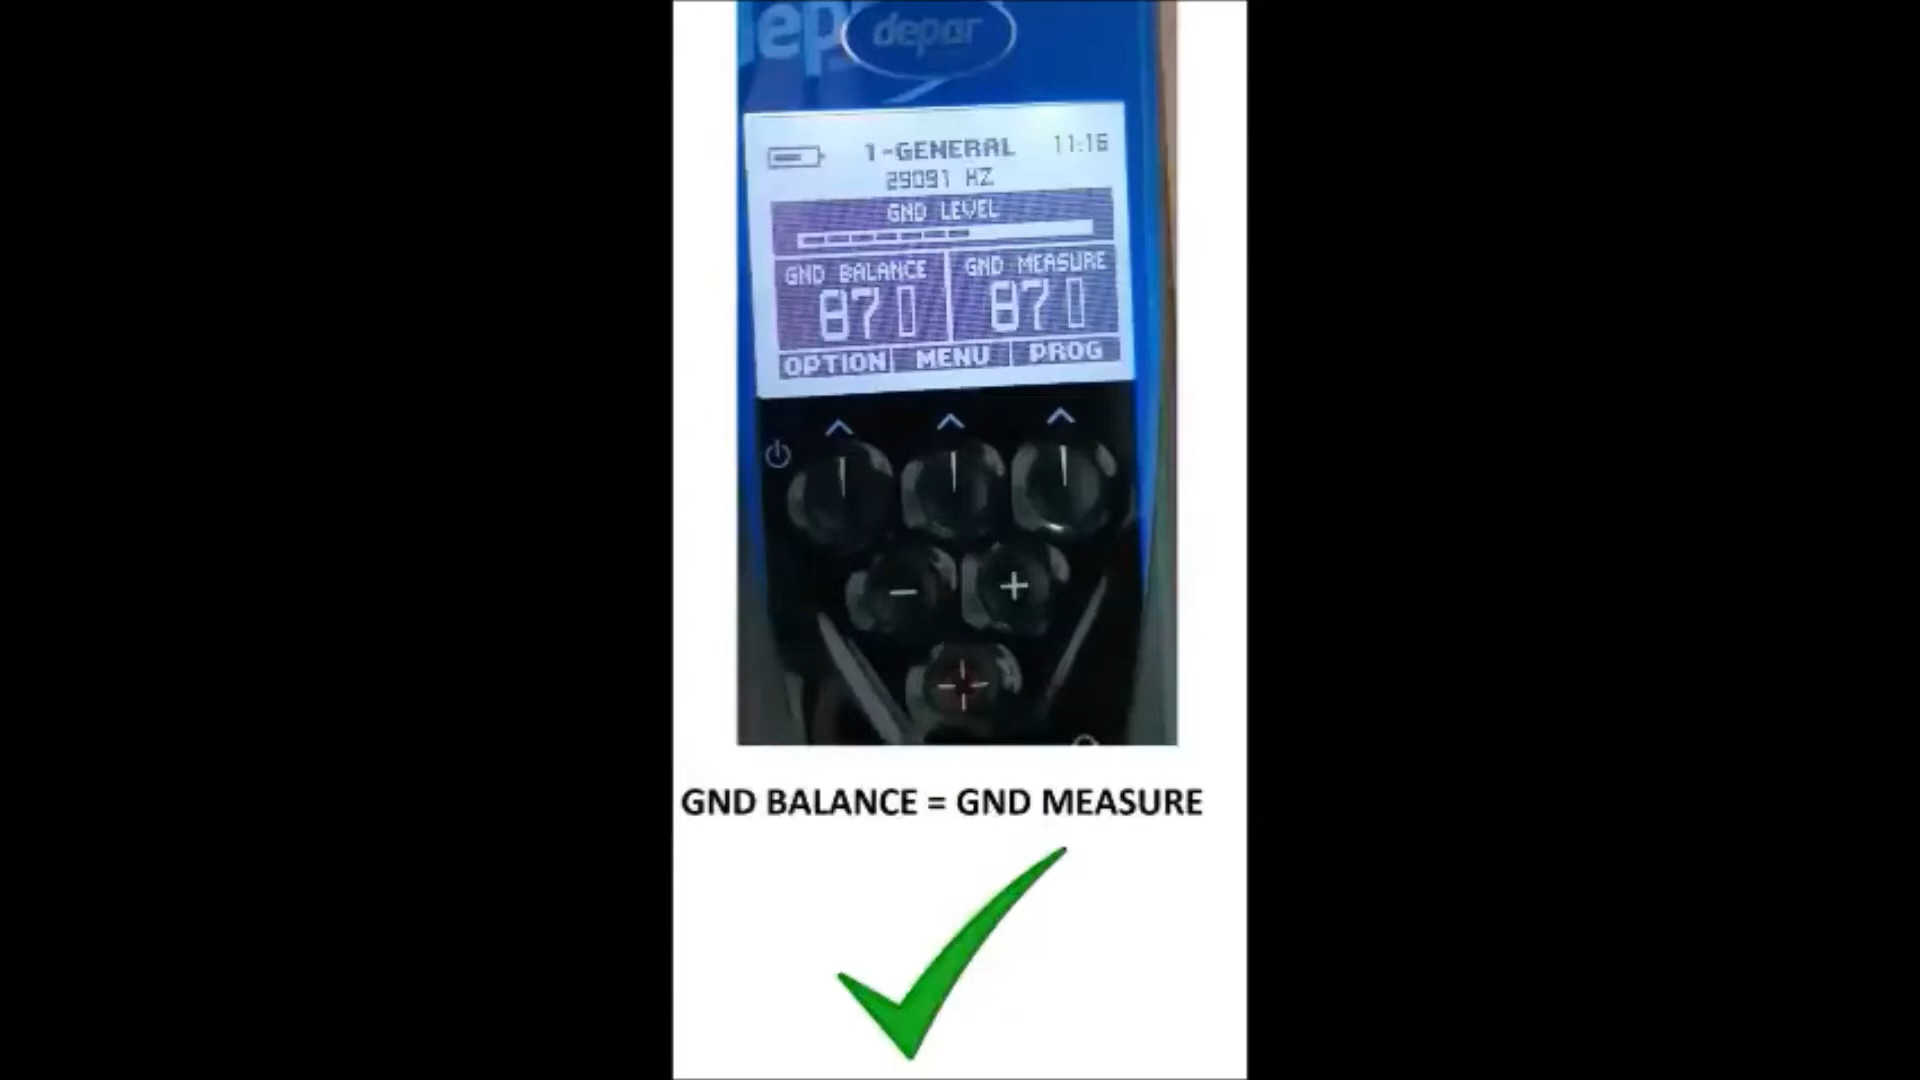 depar
1-GENERAL 11:16
29091 HZ
GND LEVEL
GND BALANCE GND MEASURE
87 87
OPTION MENU PROG
GND BALANCE = GND MEASURE